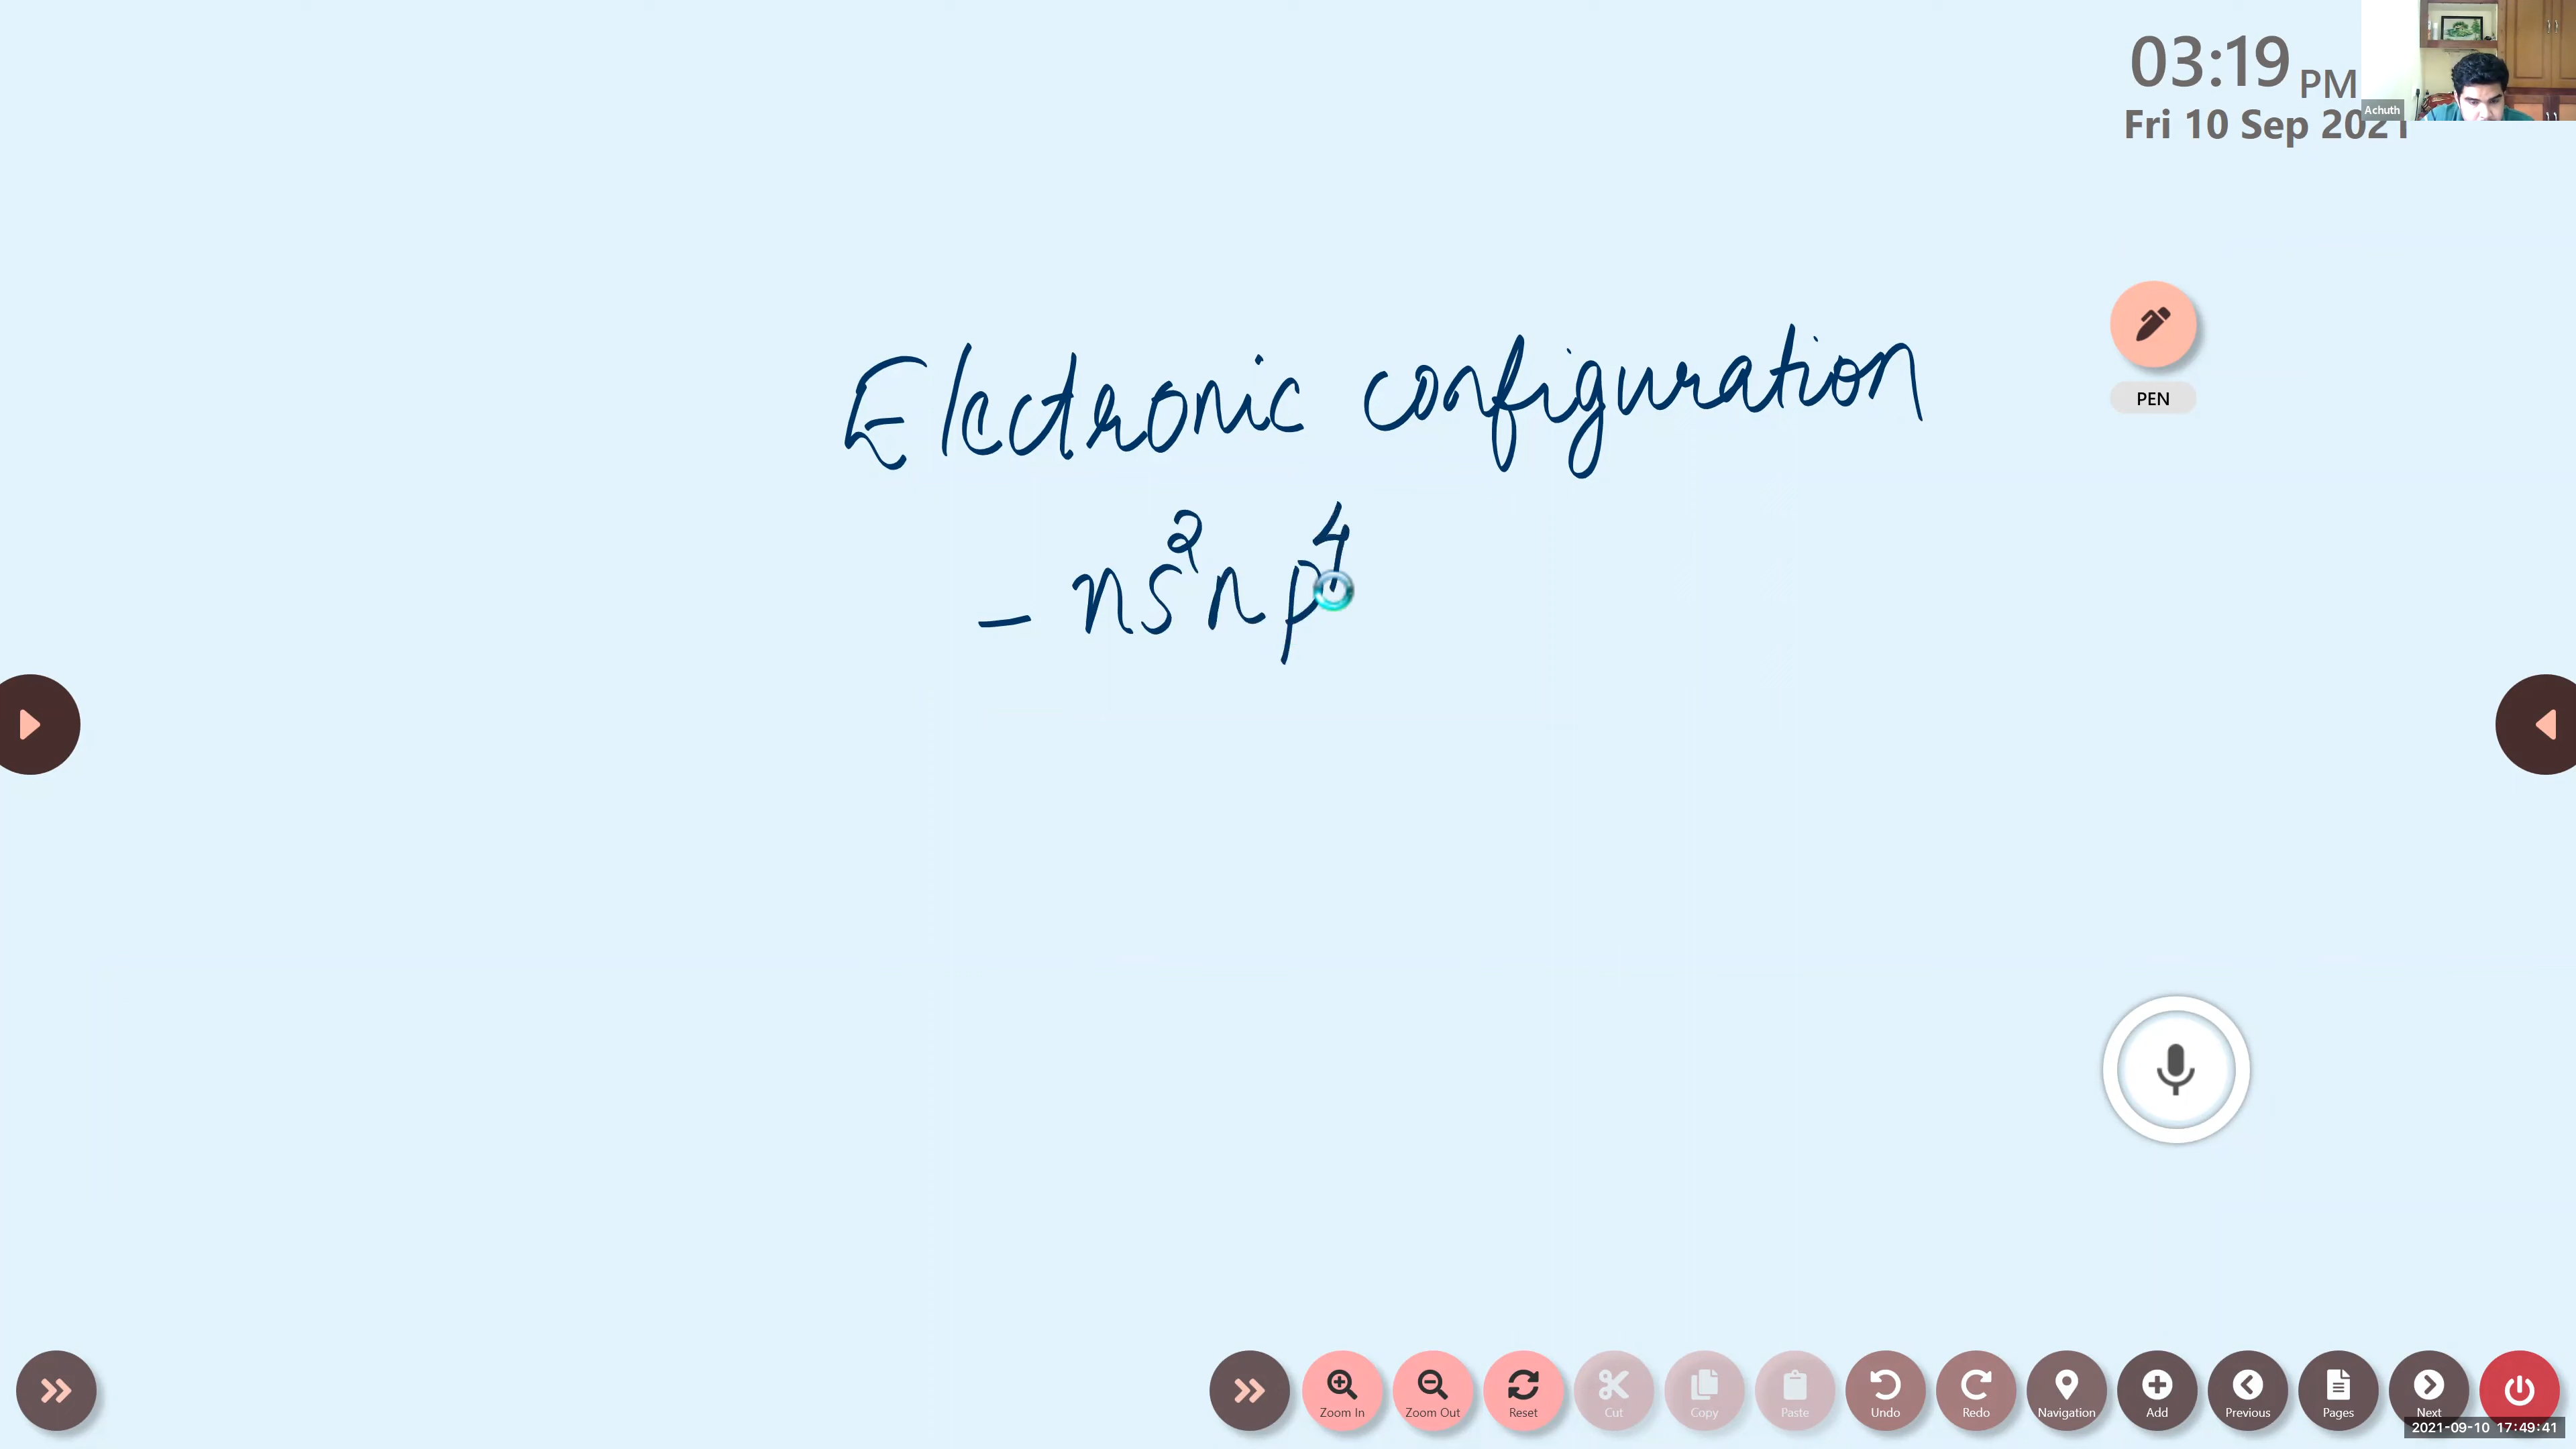 03:19 PM
Fri 10 Sep 2021
Achuth
PEN
Electronic configuration
– ns²np⁴
Zoom In
Zoom Out
Reset
Cut
Copy
Paste
Undo
Redo
Navigation
Add
Previous
Pages
Next
2021-09-10 17:49:41